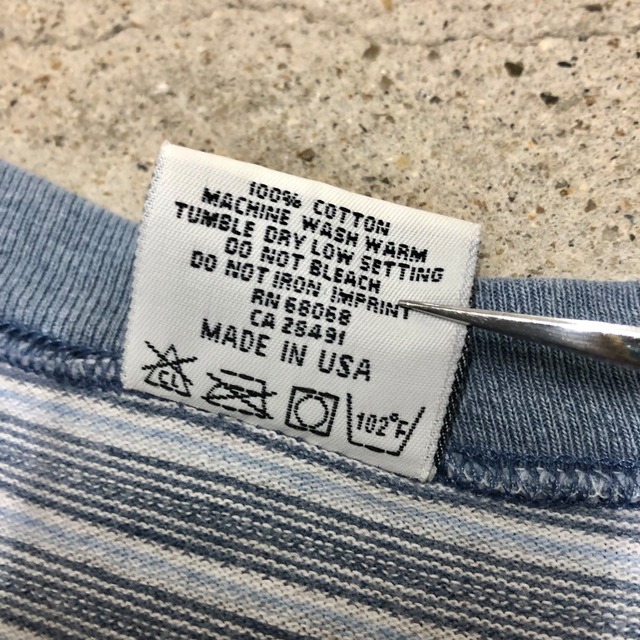 100% COTTON
MACHINE WASH WARM
TUMBLE DRY LOW SETTING
DO NOT BLEACH
DO NOT IRON IMPRINT
RN 68068
CA 28491
MADE IN USA
CL
102°F